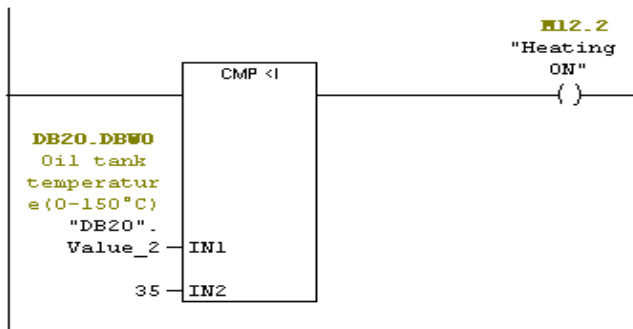 M12.2
"Heating
ON"
CMP <I
DB20.DBW0
Oil tank
temperatur
e(0-150°C)
"DB20".
Value_2
IN1
35
IN2